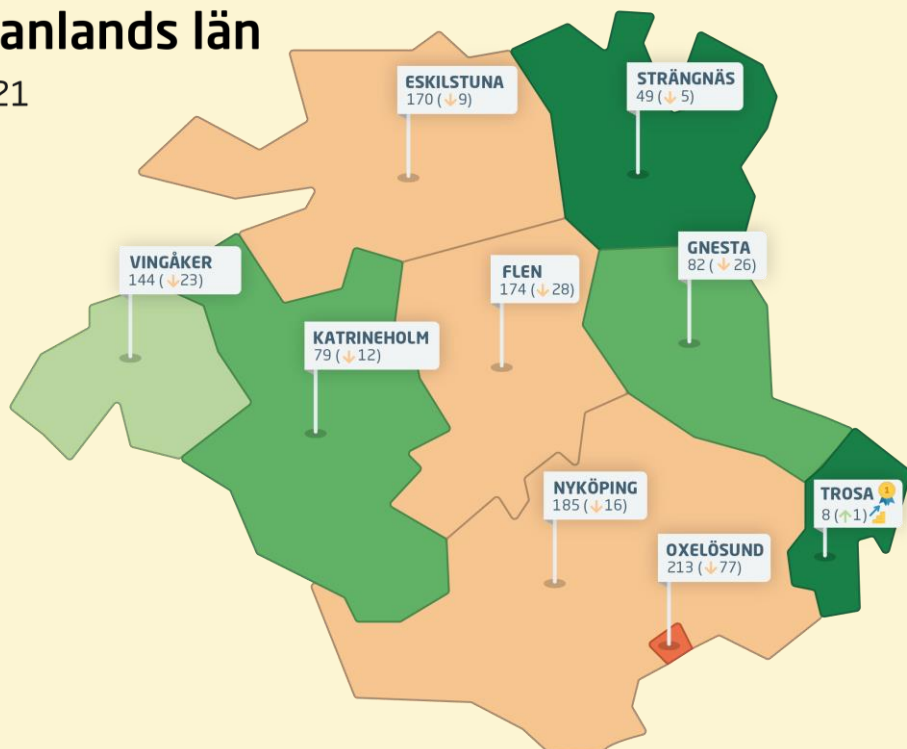 anlands län
21
ESKILSTUNA
170 (↓9)
STRÄNGNÄS
49 (↓ 5)
VINGÅKER
144 (↓23)
FLEN
174 (↓28)
GNESTA
82 (↓ 26)
KATRINEHOLM
79 (↓12)
NYKÖPING
185 (↓16)
TROSA 1
8 (↑1)
OXELÖSUND
213 (↓77)